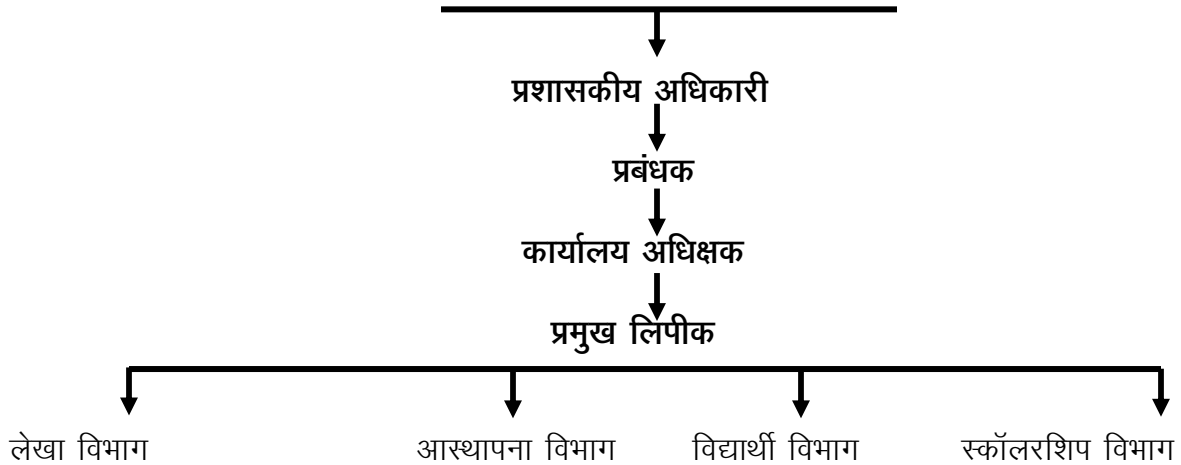 प्रशासकीय अधिकारी
प्रबंधक
कार्यालय अधिक्षक
प्रमुख लिपीक
लेखा विभाग आस्थापना विभाग विद्यार्थी विभाग स्कॉलरशिप विभाग